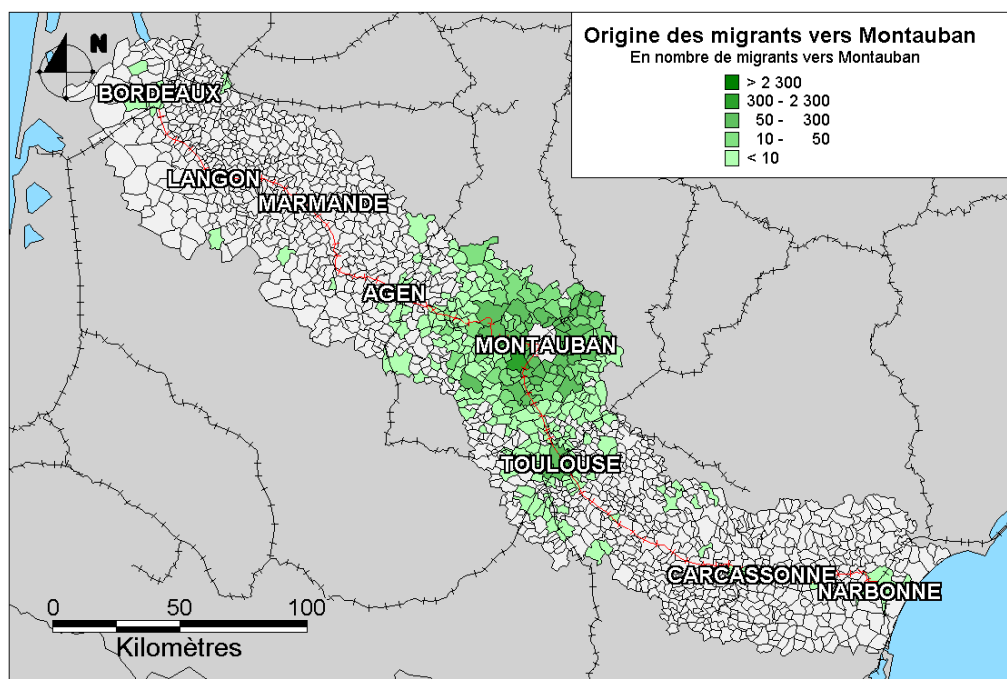 Origine des migrants vers Montauban
En nombre de migrants vers Montauban
> 2 300
300 - 2 300
50 - 300
10 - 50
< 10
N
BORDEAUX
LANGON
MARMANDE
AGEN
MONTAUBAN
TOULOUSE
CARCASSONNE
NARBONNE
0 50 100
Kilomètres